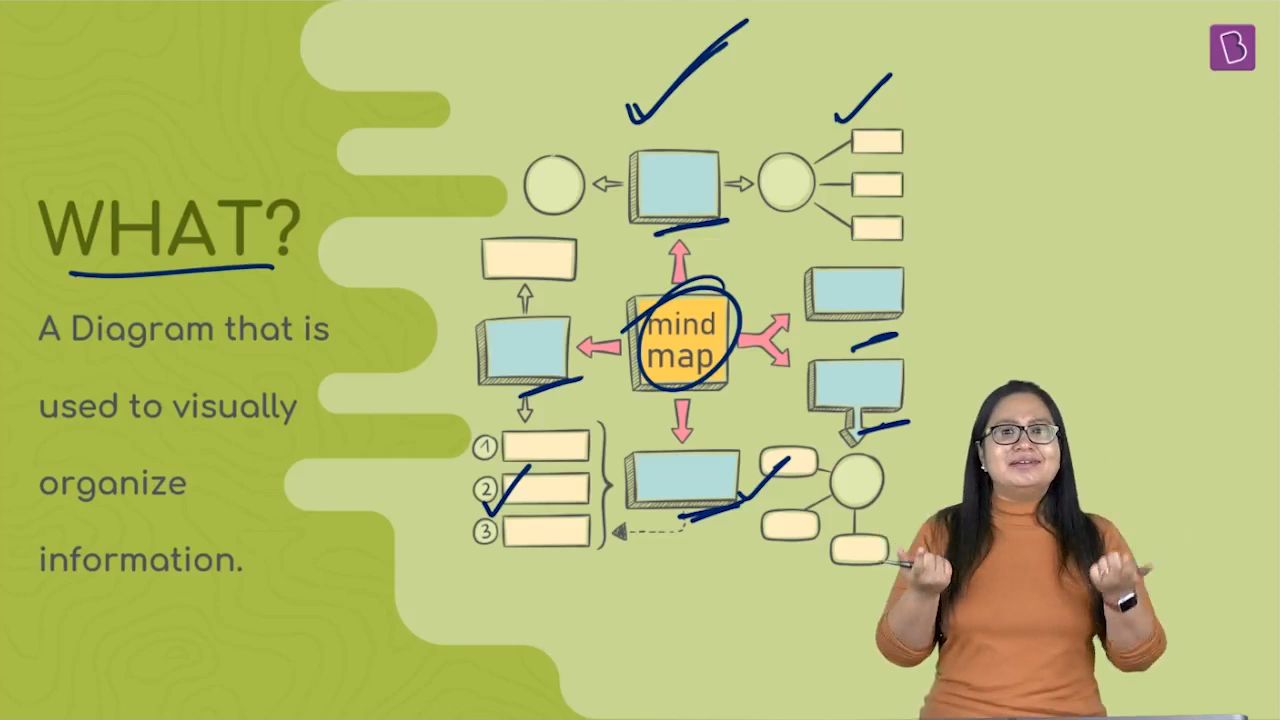 WHAT?
A Diagram that is
used to visually
organize
information.
mind
map
1
2
3
B